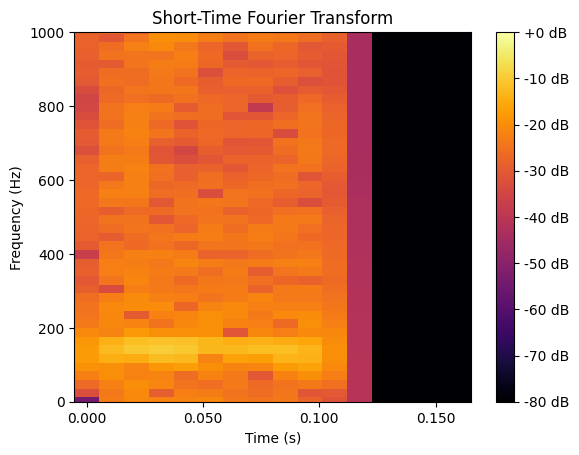 Short-Time Fourier Transform
Frequency (Hz)
1000
800
600
400
200
0
0.000
0.050
0.100
0.150
Time (s)
+0 dB
-10 dB
-20 dB
-30 dB
-40 dB
-50 dB
-60 dB
-70 dB
-80 dB